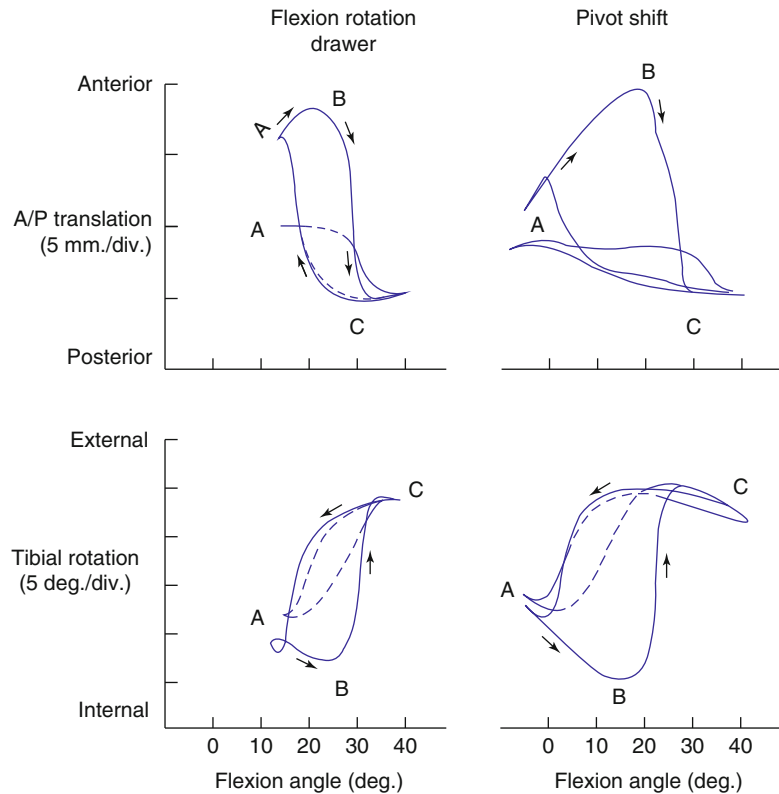 Flexion rotation
drawer
Pivot shift
Anterior
A/P translation
(5 mm./div.)
Posterior
A
B
A
C
B
A
C
External
Tibial rotation
(5 deg./div.)
Internal
C
A
B
C
A
B
0 10 20 30 40
0 10 20 30 40
Flexion angle (deg.)
Flexion angle (deg.)